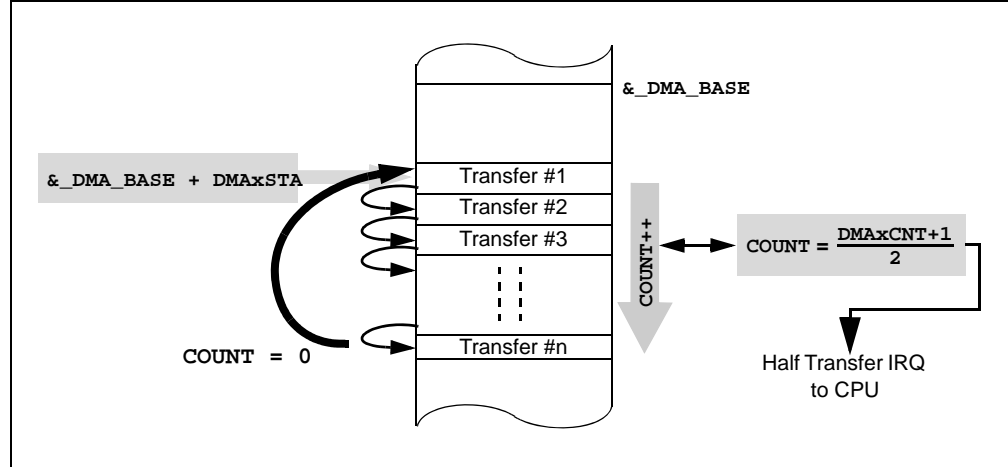 &_DMA_BASE
&_DMA_BASE + DMAxSTA
Transfer #1
Transfer #2
Transfer #3
Transfer #n
COUNT = 0
COUNT++
COUNT = DMAxCNT+1
2
Half Transfer IRQ
to CPU